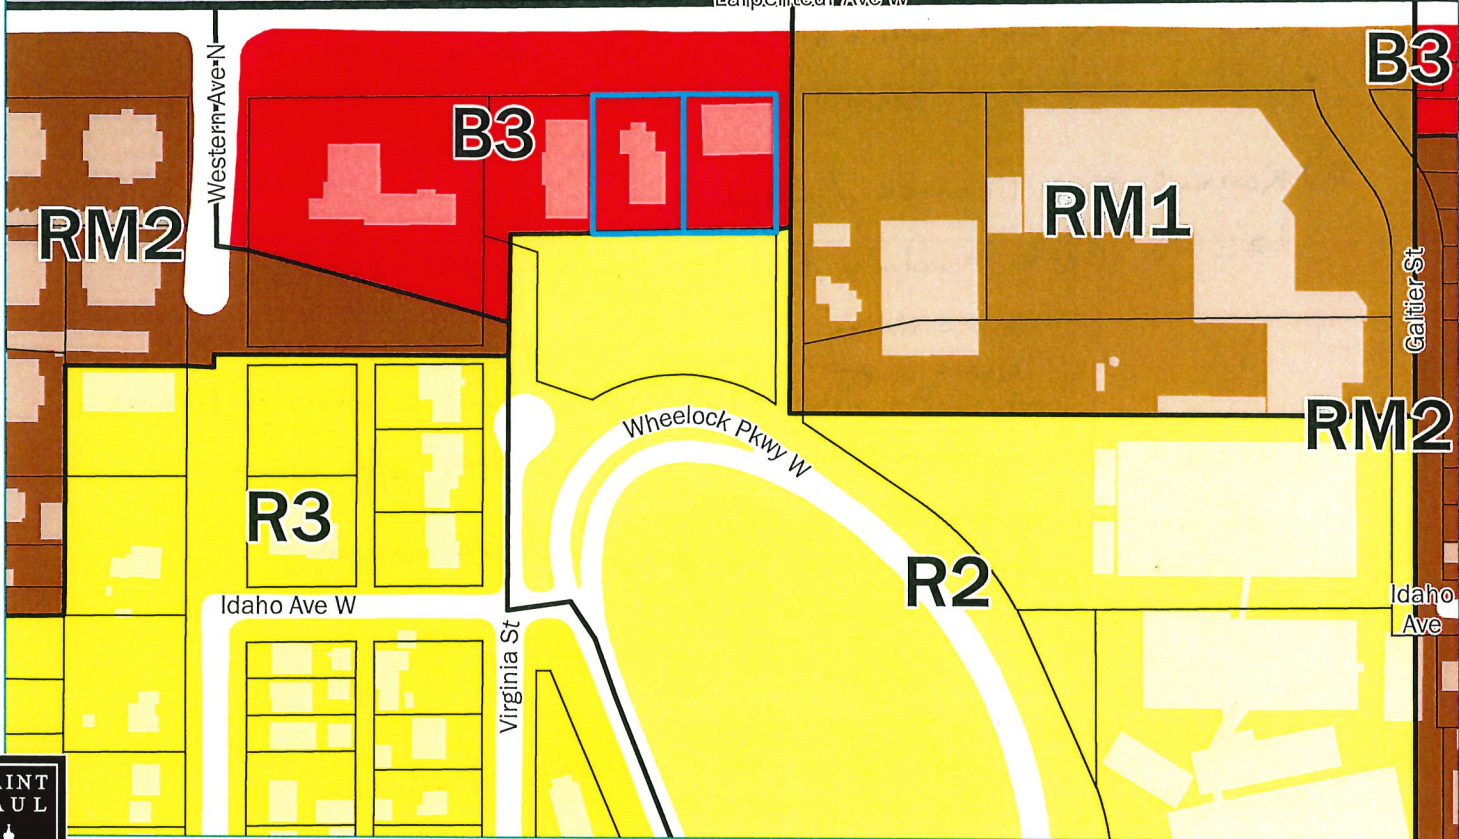 Western Ave N
B3
B3
RM2
RM1
Galtier St
Wheelock Pkwy W
RM2
R3
R2
Idaho Ave W
Idaho
Ave
Virginia St